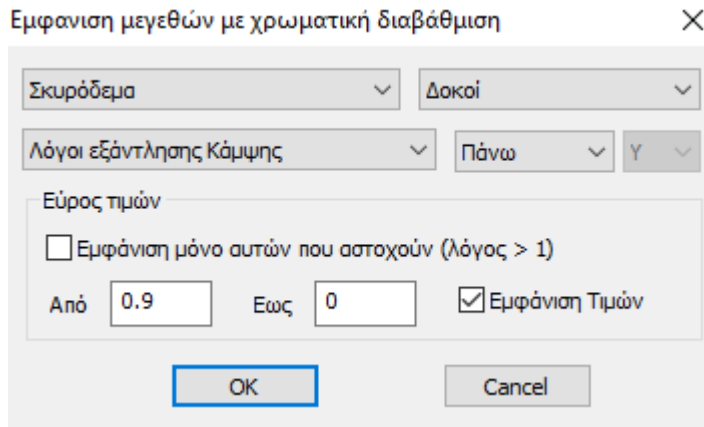 Εμφανιση μεγεθών με χρωματική διαβάθμιση
Σκυρόδεμα Δοκοί
Λόγοι εξάντλησης Κάμψης Πάνω Y
Εύρος τιμών
Εμφάνιση μόνο αυτών που αστοχούν (λόγος > 1)
Από 0.9 Εως 0 Εμφάνιση Τιμών
OK Cancel